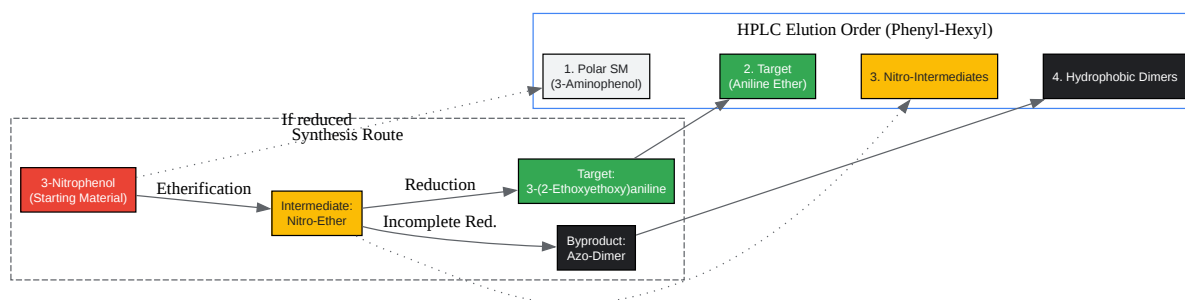 HPLC Elution Order (Phenyl-Hexyl)
1. Polar SM
(3-Aminophenol)
2. Target
(Aniline Ether)
3. Nitro-Intermediates
4. Hydrophobic Dimers
If reduced
Synthesis Route
3-Nitrophenol
(Starting Material)
Etherification
Intermediate:
Nitro-Ether
Reduction
Incomplete Red.
Target:
3-(2-Ethoxyethoxy)aniline
Byproduct:
Azo-Dimer